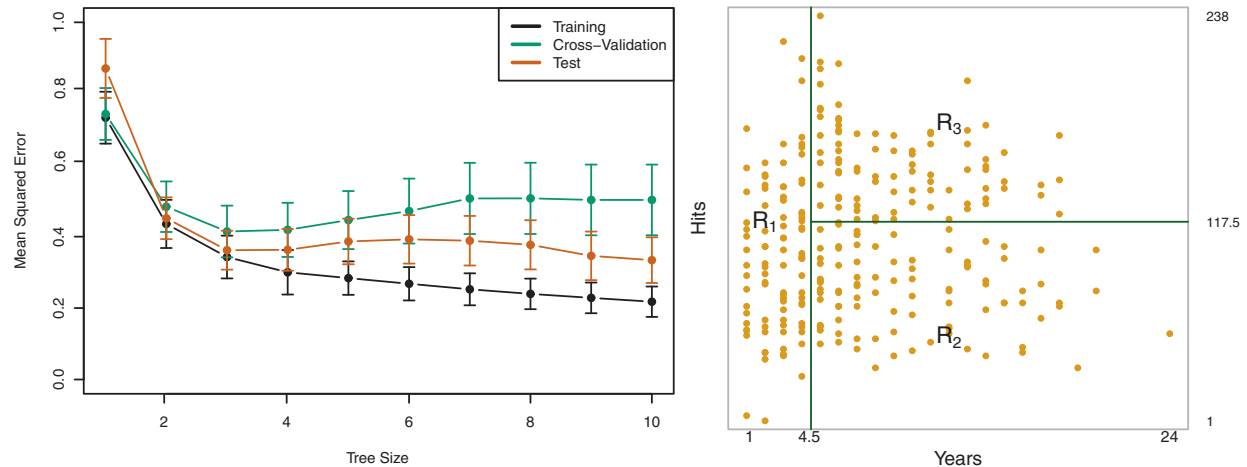 Mean Squared Error
1.0
0.8
0.6
0.4
0.2
0.0
2
4
6
8
10
Tree Size
Training
Cross−Validation
Test
Hits
238
117.5
1
R1
R3
R2
1
4.5
24
Years